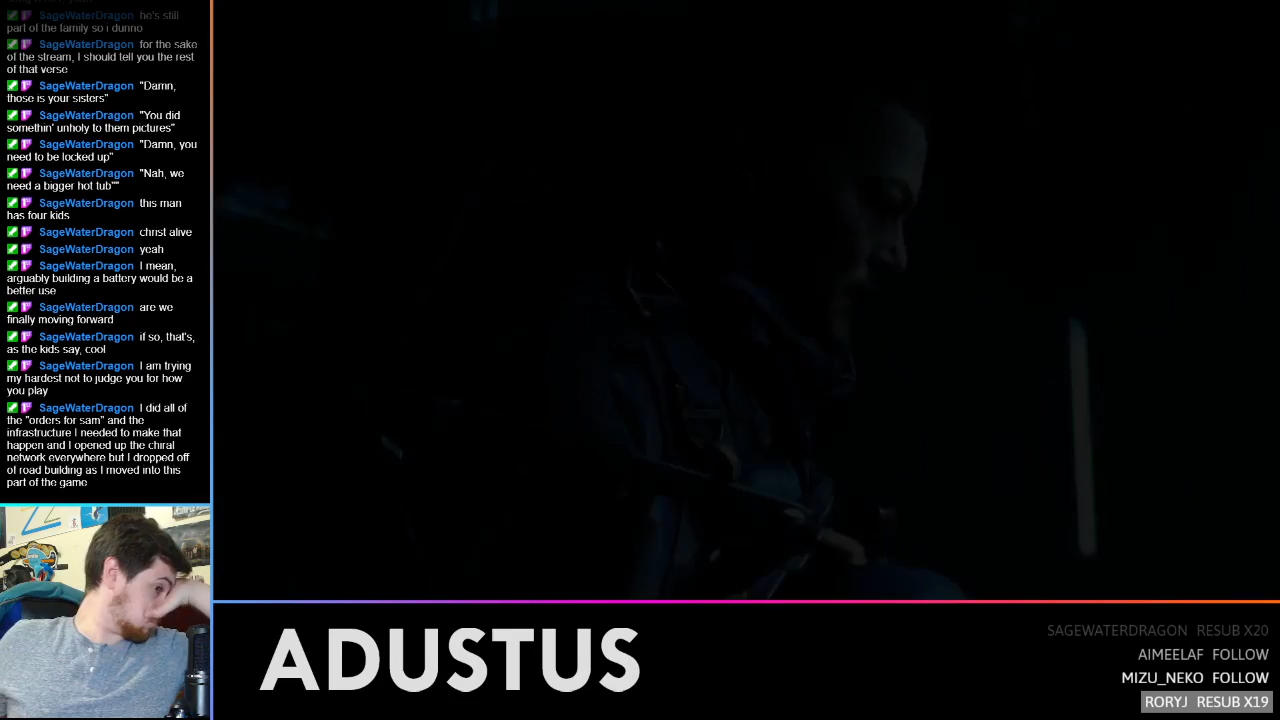 SageWaterDragon he's still
part of the family so i dunno
SageWaterDragon for the sake
of the stream, I should tell you the rest
of that verse
SageWaterDragon "Damn,
those is your sisters"
SageWaterDragon "You did
somethin' unholy to them pictures"
SageWaterDragon "Damn, you
need to be locked up"
SageWaterDragon "Nah, we
need a bigger hot tub""
SageWaterDragon this man
has four kids
SageWaterDragon christ alive
SageWaterDragon yeah
SageWaterDragon I mean,
arguably building a battery would be a
better use
SageWaterDragon are we
finally moving forward
SageWaterDragon if so, that's,
as the kids say, cool
SageWaterDragon I am trying
my hardest not to judge you for how
you play
SageWaterDragon I did all of
the "orders for sam" and the
infrastructure I needed to make that
happen and I opened up the chiral
network everywhere but I dropped off
of road building as I moved into this
part of the game
ADUSTUS
SAGEWATERDRAGON RESUB X20
AIMEELAF FOLLOW
MIZU_NEKO FOLLOW
RORYJ RESUB X19